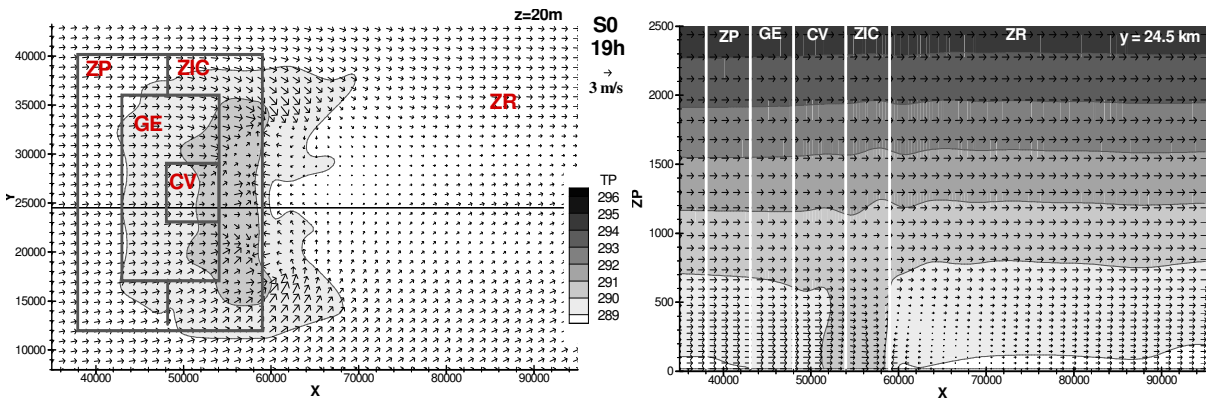 z=20m
S0
19h
3 m/s
ZP
ZIC
GE
CV
ZR
Y
40000
35000
30000
25000
20000
15000
10000
40000
50000
60000
70000
80000
90000
X
TP
296
295
294
293
292
291
290
289
ZP
GE
CV
ZIC
ZR
y = 24.5 km
ZP
2500
2000
1500
1000
500
0
40000
50000
60000
70000
80000
90000
X